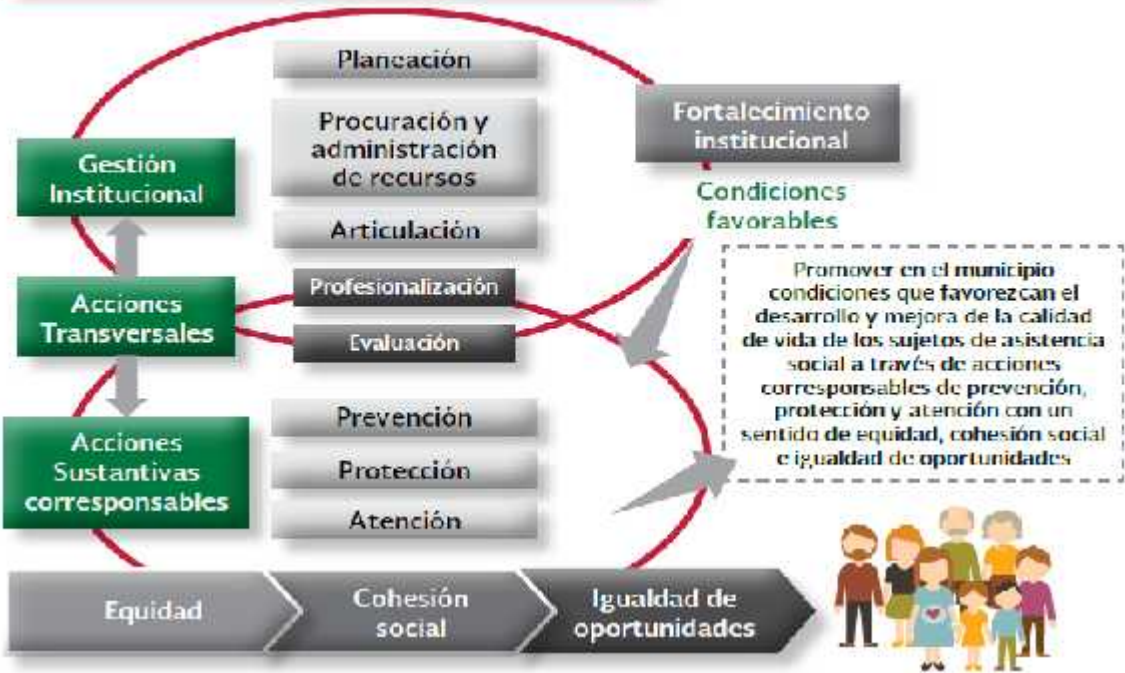 Planeación
Procuración y
administración
de recursos
Articulación
Profesionalización
Evaluación
Prevención
Protección
Atención
Gestión
Institucional
Acciones
Transversales
Acciones
Sustantivas
corresponsables
Fortalecimiento
institucional
Condiciones
favorables
Promover en el municipio
condiciones que favorezcan el
desarrollo y mejora de la calidad
de vida de los sujetos de asistencia
social a través de acciones
corresponsables de prevención,
protección y atención con un
sentido de equidad, cohesión social
e igualdad de oportunidades
Equidad
Cohesión
social
Igualdad de
oportunidades